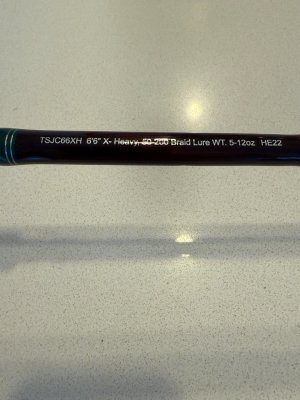 TSJC66XH 6'6" X- Heavy, 80-200 Braid Lure WT. 5-12oz HE22